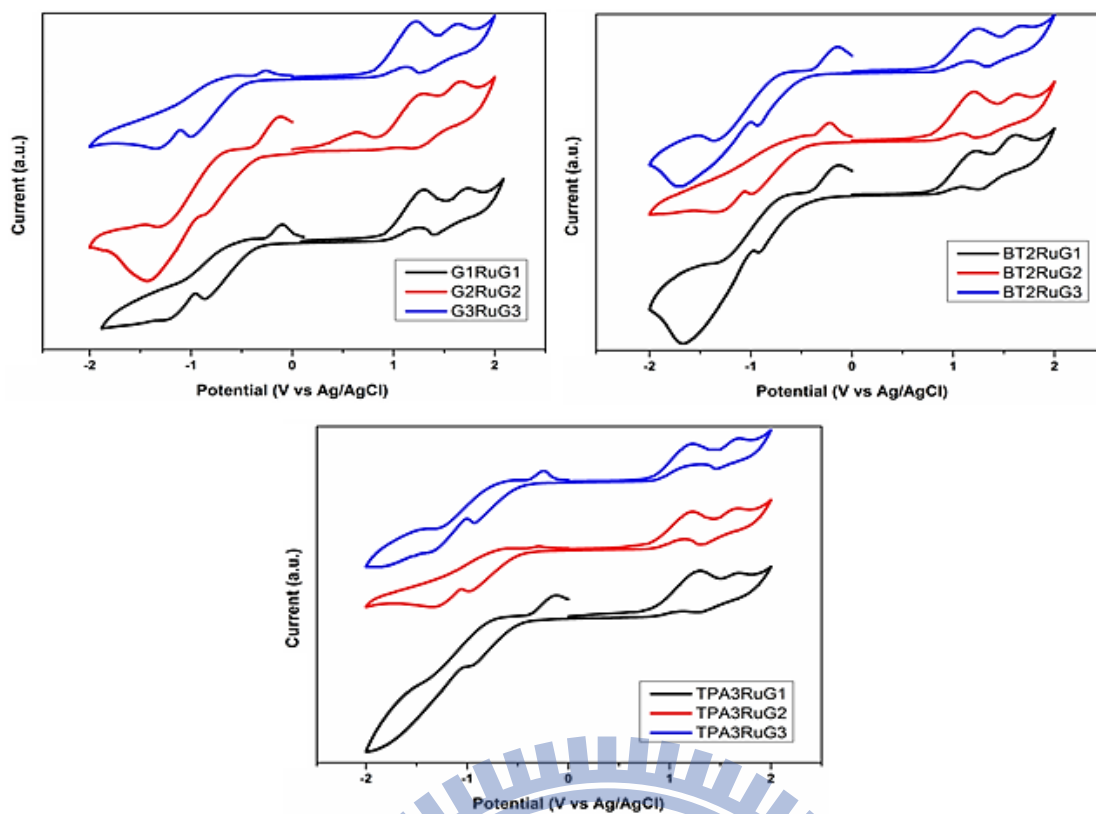 Current (a.u.)
G1RuG1
G2RuG2
G3RuG3
-2
-1
0
1
2
Potential (V vs Ag/AgCl)
Current (a.u.)
BT2RuG1
BT2RuG2
BT2RuG3
-2
-1
0
1
2
Potential (V vs Ag/AgCl)
Current (a.u.)
TPA3RuG1
TPA3RuG2
TPA3RuG3
-2
-1
0
1
2
Potential (V vs Ag/AgCl)